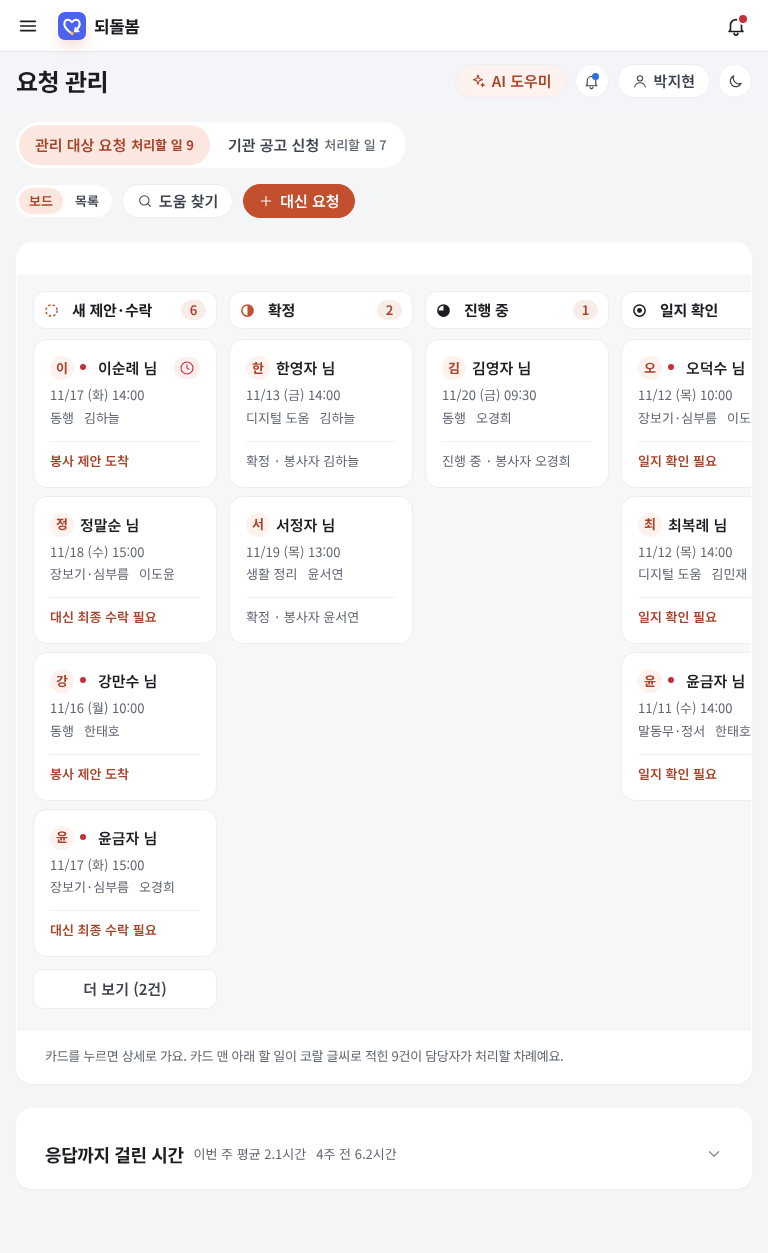 되돌봄
요청 관리
AI 도우미
박지현
관리 대상 요청 처리할 일 9
기관 공고 신청 처리할 일 7
보드
목록
도움 찾기
대신 요청
새 제안·수락 6
이 이순례 님
11/17 (화) 14:00
동행 김하늘
봉사 제안 도착
정 정말순 님
11/18 (수) 15:00
장보기·심부름 이도윤
대신 최종 수락 필요
강 강만수 님
11/16 (월) 10:00
동행 한태호
봉사 제안 도착
윤 윤금자 님
11/17 (화) 15:00
장보기·심부름 오경희
대신 최종 수락 필요
더 보기 (2건)
확정 2
한 한영자 님
11/13 (금) 14:00
디지털 도움 김하늘
확정 · 봉사자 김하늘
서 서정자 님
11/19 (목) 13:00
생활 정리 윤서연
확정 · 봉사자 윤서연
진행 중 1
김 김영자 님
11/20 (금) 09:30
동행 오경희
진행 중 · 봉사자 오경희
일지 확인
오 오덕수 님
11/12 (목) 10:00
장보기·심부름 이도
일지 확인 필요
최 최복례 님
11/12 (목) 14:00
디지털 도움 김민재
일지 확인 필요
윤 윤금자 님
11/11 (수) 14:00
말동무·정서 한태호
일지 확인 필요
카드를 누르면 상세로 가요. 카드 맨 아래 할 일이 코랄 글씨로 적힌 9건이 담당자가 처리할 차례예요.
응답까지 걸린 시간 이번 주 평균 2.1시간 4주 전 6.2시간